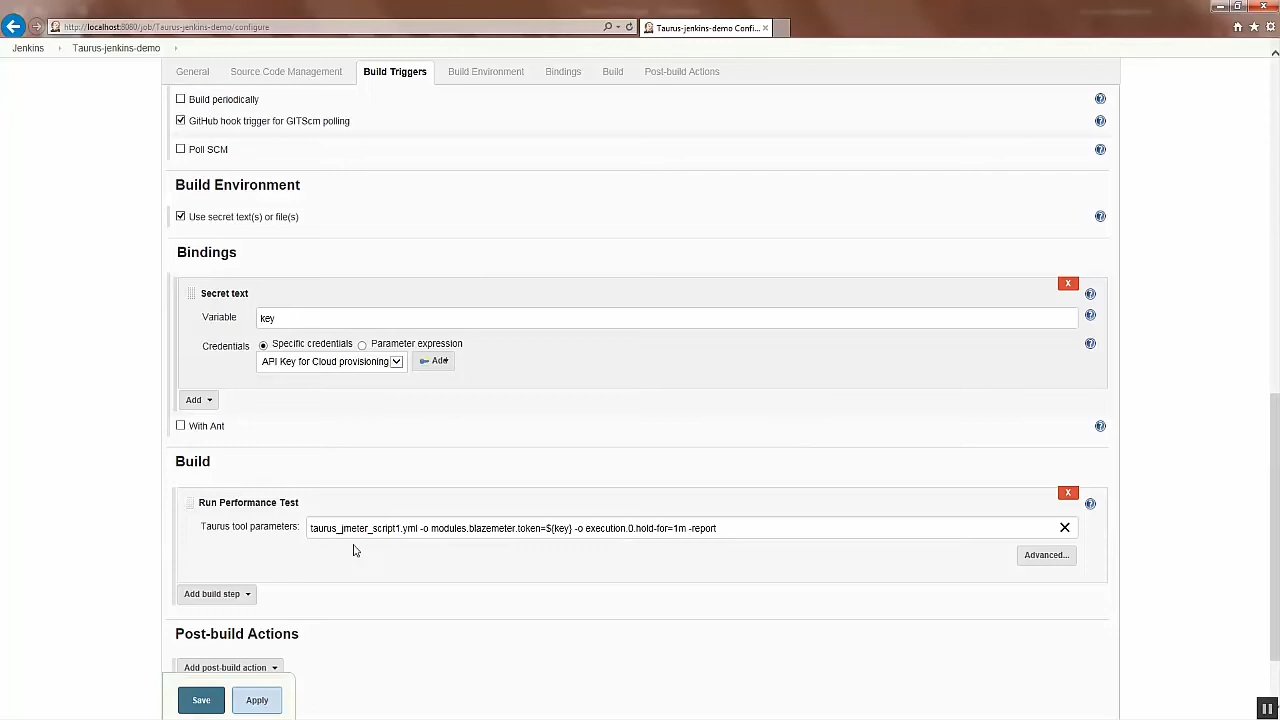 http://localhost:8080/job/Taurus-jenkins-demo/configure
Taurus-jenkins-demo Confi...
Jenkins Taurus-jenkins-demo
General Source Code Management Build Triggers Build Environment Bindings Build Post-build Actions
Build periodically
GitHub hook trigger for GITScm polling
Poll SCM
Build Environment
Use secret text(s) or file(s)
Bindings
X
Secret text
Variable key
Credentials Specific credentials Parameter expression
API Key for Cloud provisioning Add
Add
With Ant
Build
X
Run Performance Test
Taurus tool parameters: taurus_jmeter_script1.yml -o modules.blazemeter.token=${key} -o execution.0.hold-for=1m -report
Advanced...
Add build step
Post-build Actions
Add post-build action
Save Apply